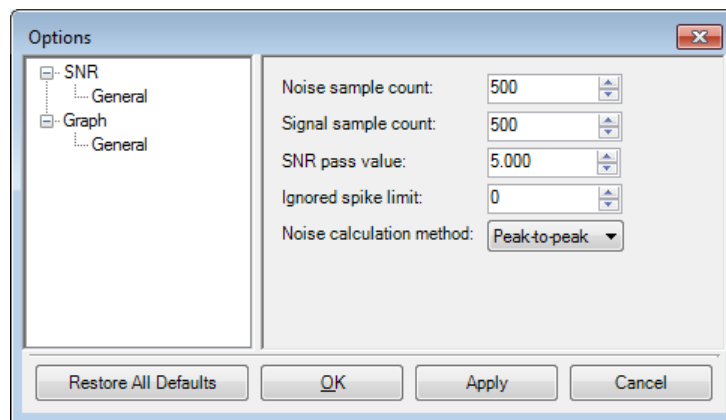 Options
SNR
General
Graph
General
Noise sample count: 500
Signal sample count: 500
SNR pass value: 5.000
Ignored spike limit: 0
Noise calculation method: Peak-to-peak
Restore All Defaults OK Apply Cancel